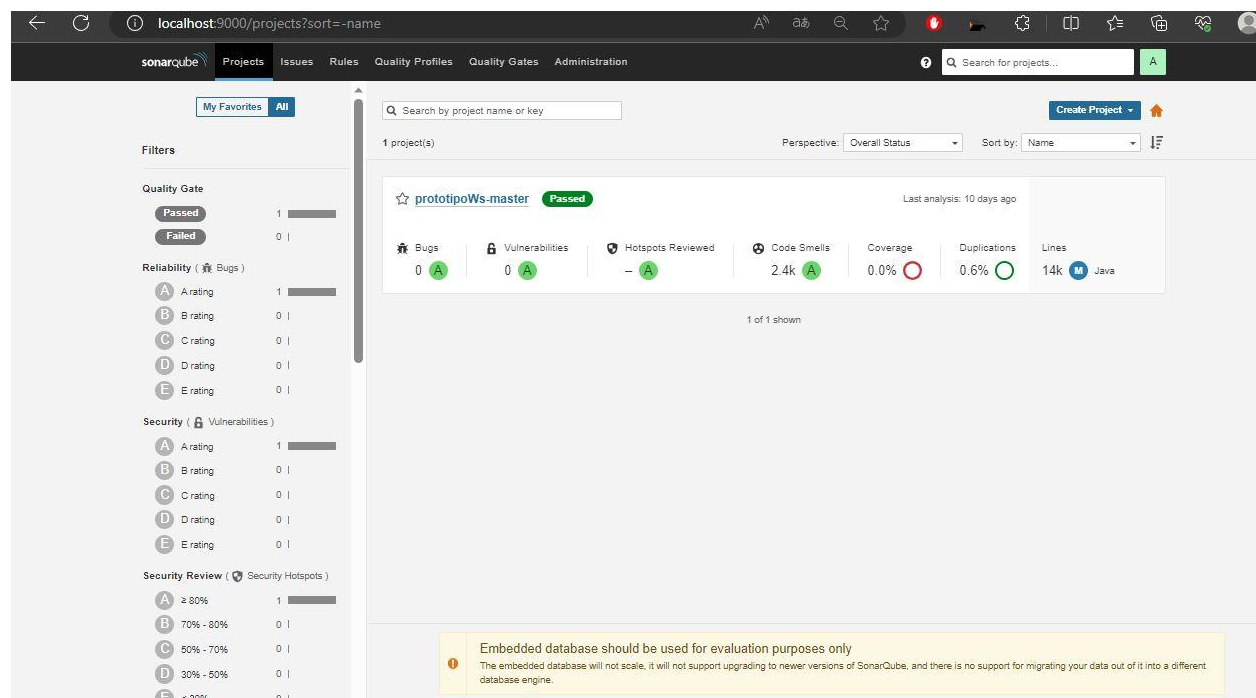 localhost:9000/projects?sort=-name
sonarqube Projects Issues Rules Quality Profiles Quality Gates Administration Search for projects... A
My Favorites All
Filters
Quality Gate
Passed 1
Failed 0
Reliability ( Bugs )
A A rating 1
B B rating 0
C C rating 0
D D rating 0
E E rating 0
Security ( Vulnerabilities )
A A rating 1
B B rating 0
C C rating 0
D D rating 0
E E rating 0
Security Review ( Security Hotspots )
A ≥ 80% 1
B 70% - 80% 0
C 50% - 70% 0
D 30% - 50% 0
Search by project name or key Create Project
1 project(s) Perspective: Overall Status Sort by: Name
prototipoWs-master Passed Last analysis: 10 days ago
Bugs Vulnerabilities Hotspots Reviewed Code Smells Coverage Duplications Lines
0 A 0 A – A 2.4k A 0.0% 0.6% 14k M Java
1 of 1 shown
Embedded database should be used for evaluation purposes only
The embedded database will not scale, it will not support upgrading to newer versions of SonarQube, and there is no support for migrating your data out of it into a different
database engine.